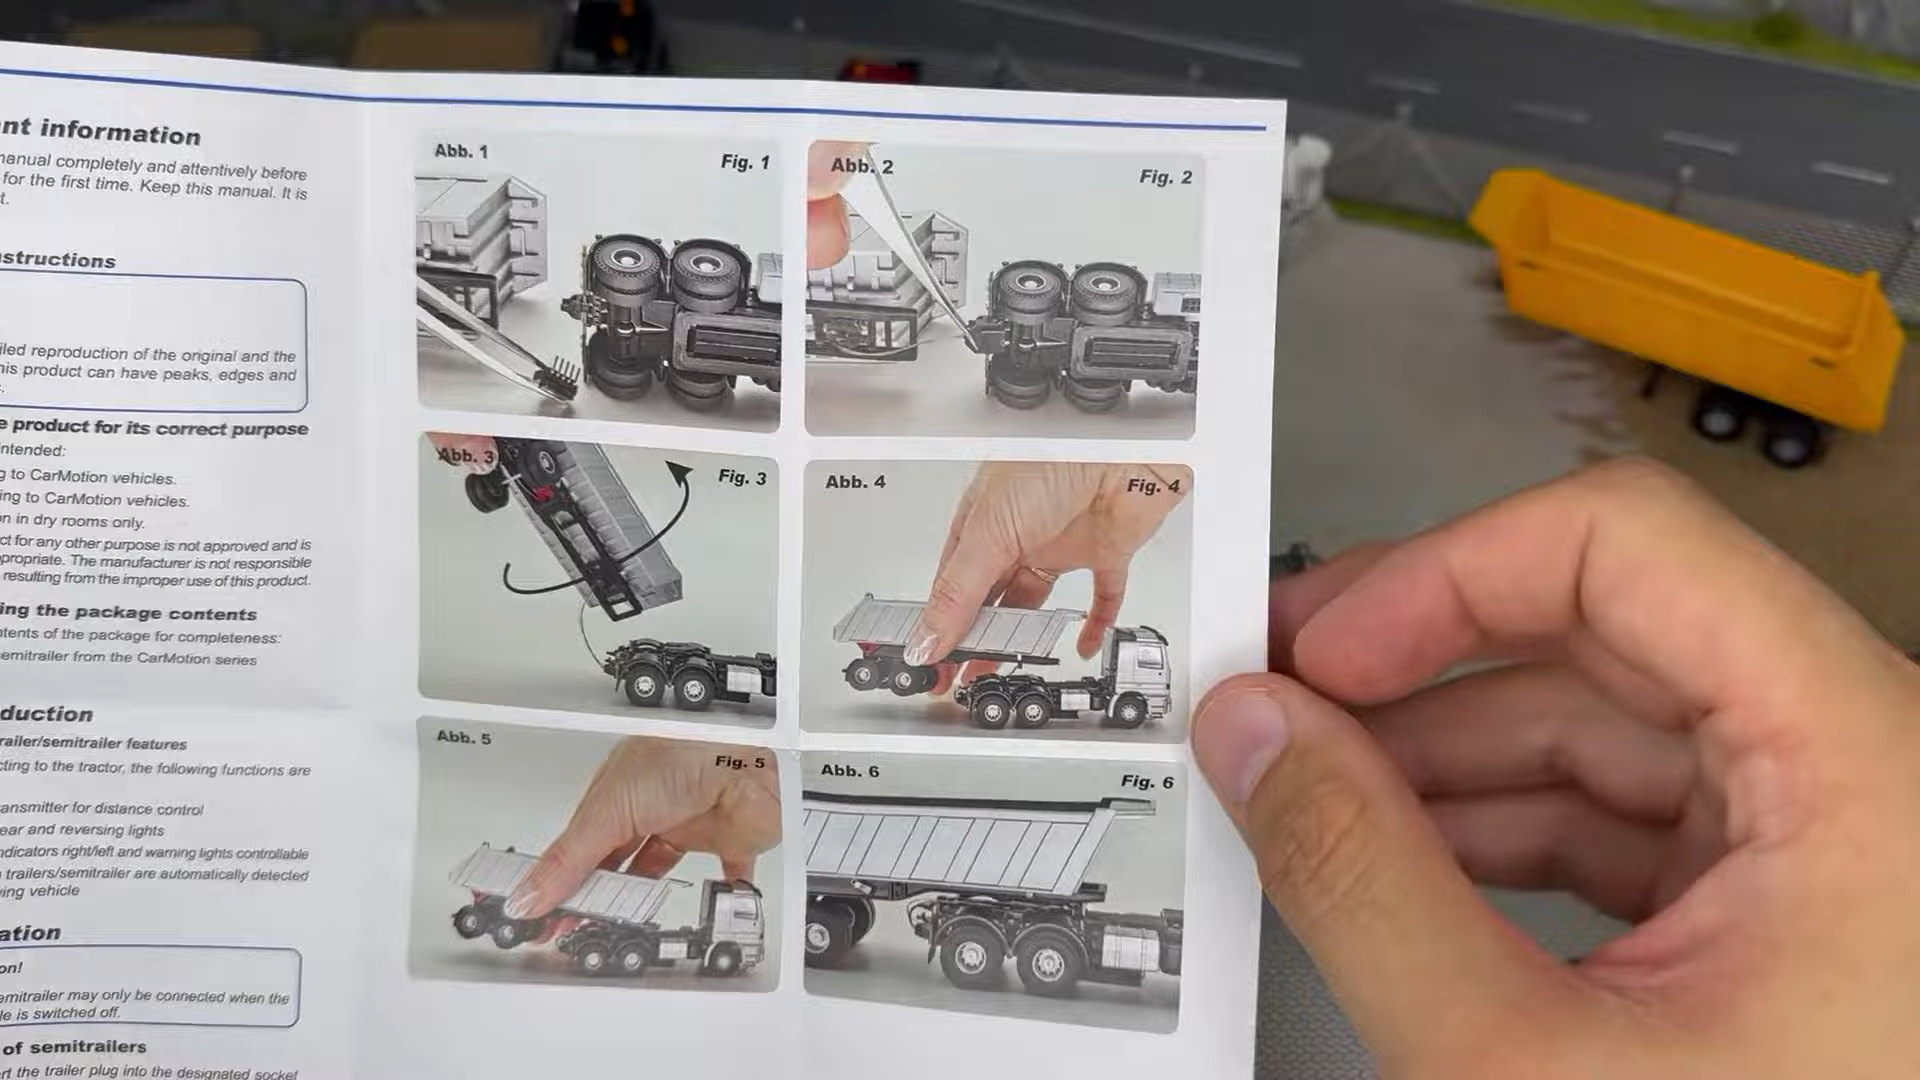 nt information
manual completely and attentively before
for the first time. Keep this manual. It is
t.
structions
iled reproduction of the original and the
his product can have peaks, edges and
e product for its correct purpose
intended:
g to CarMotion vehicles.
ing to CarMotion vehicles.
n in dry rooms only.
ct for any other purpose is not approved and is
propriate. The manufacturer is not responsible
resulting from the improper use of this product.
ing the package contents
ntents of the package for completeness:
semitrailer from the CarMotion series
duction
railer/semitrailer features
cting to the tractor, the following functions are
ansmitter for distance control
ear and reversing lights
ndicators right/left and warning lights controllable
trailers/semitrailer are automatically detected
ving vehicle
ation
on!
emitrailer may only be connected when the
le is switched off.
of semitrailers
rt the trailer plug into the designated socket
Abb. 1
Fig. 1
Abb. 2
Fig. 2
Abb. 3
Fig. 3
Abb. 4
Fig. 4
Abb. 5
Fig. 5
Abb. 6
Fig. 6